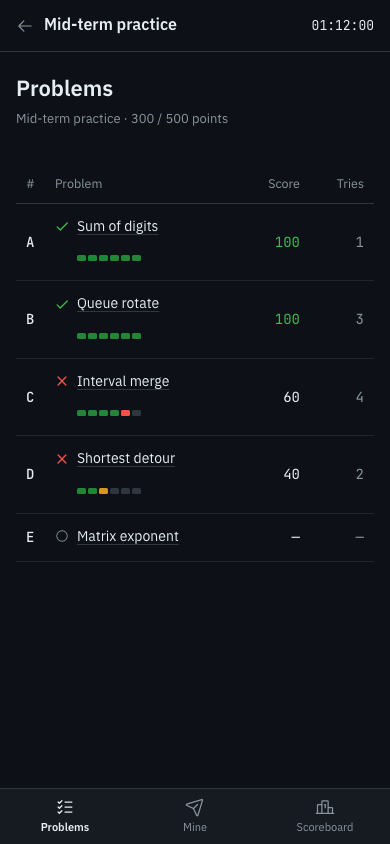 Mid-term practice 01:12:00
Problems
Mid-term practice · 300 / 500 points
# Problem Score Tries
A Sum of digits 100 1
B Queue rotate 100 3
C Interval merge 60 4
D Shortest detour 40 2
E Matrix exponent — —
Problems Mine Scoreboard